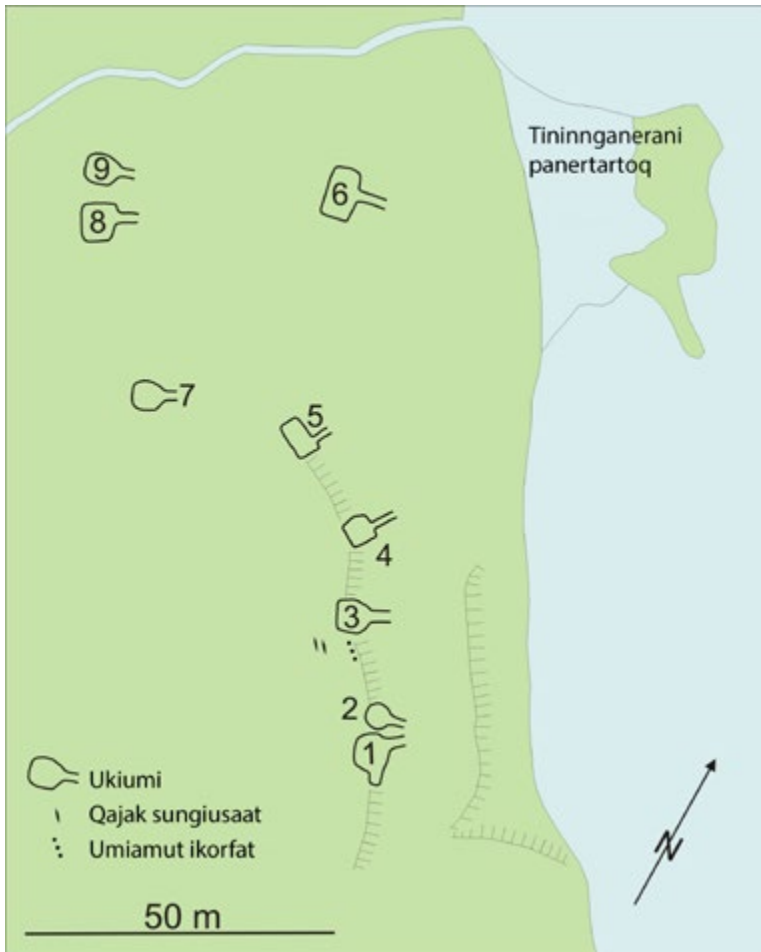 Tininnganerani
panertartoq
9
6
8
7
5
4
3
2
1
Ukiumi
Qajak sungiusaat
Umiamut ikorfat
N
50 m